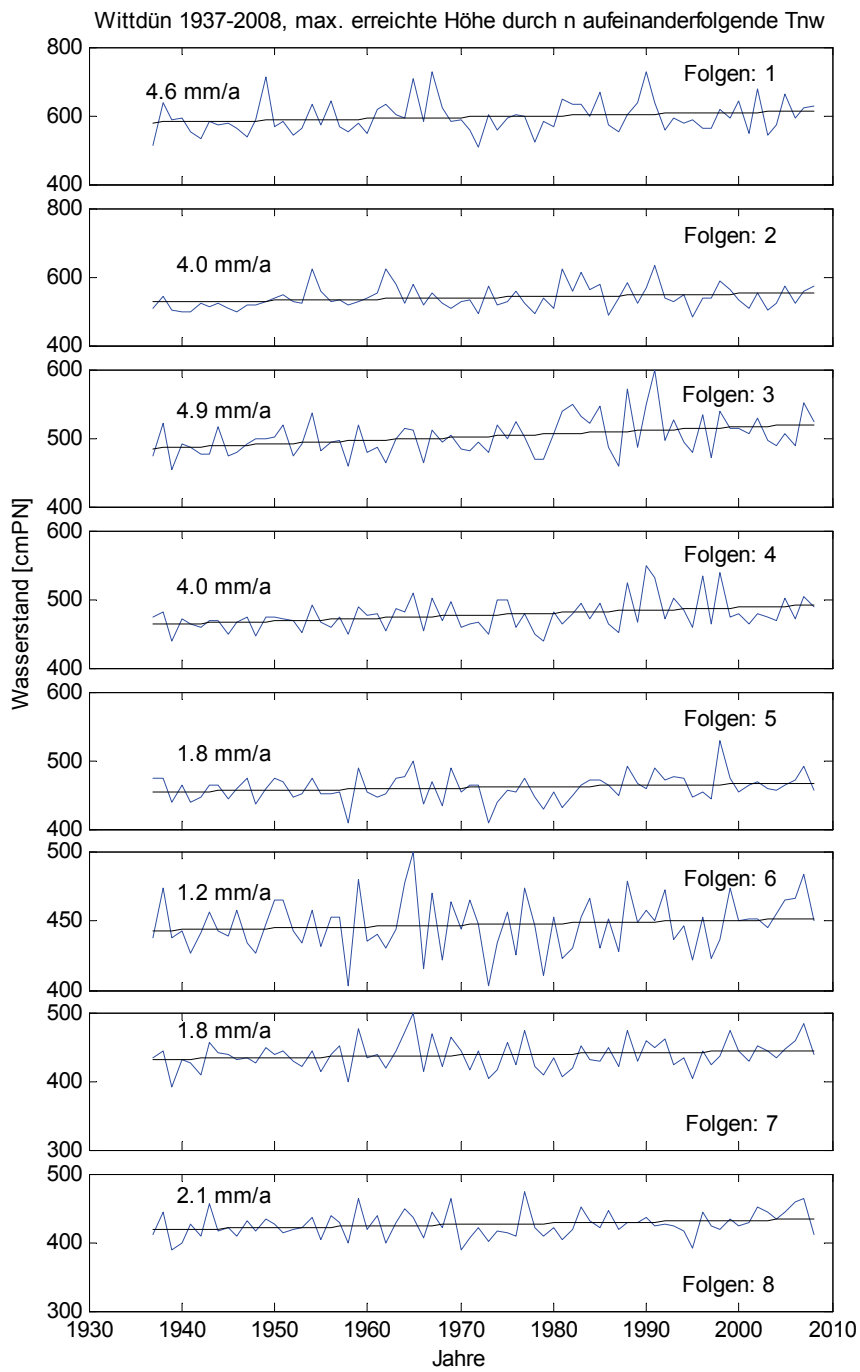 Wittdün 1937-2008, max. erreichte Höhe durch n aufeinanderfolgende Tnw
800
4.6 mm/a
Folgen: 1
600
400
800
4.0 mm/a
Folgen: 2
600
400
600
4.9 mm/a
Folgen: 3
500
400
600
4.0 mm/a
Folgen: 4
500
400
Wasserstand [cmPN]
600
1.8 mm/a
Folgen: 5
500
400
500
1.2 mm/a
Folgen: 6
450
400
500
1.8 mm/a
400
Folgen: 7
300
500
2.1 mm/a
400
Folgen: 8
300
1930 1940 1950 1960 1970 1980 1990 2000 2010
Jahre